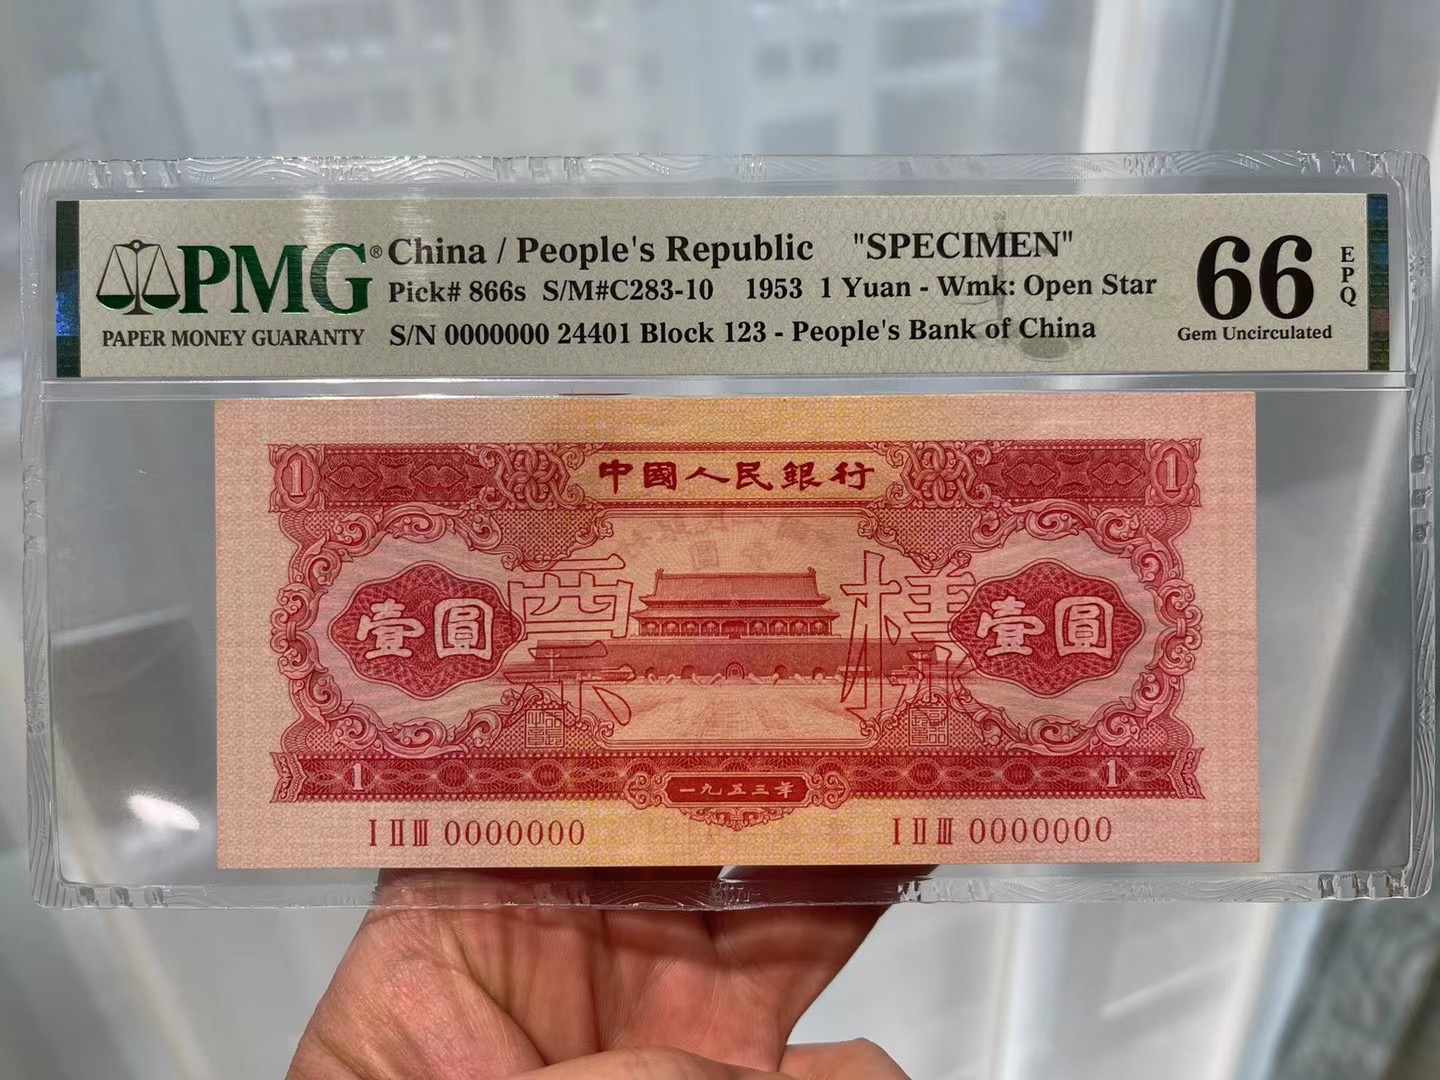 PMG®
PAPER MONEY GUARANTY
China / People's Republic "SPECIMEN"
Pick# 866s S/M#C283-10 1953 1 Yuan - Wmk: Open Star
S/N 0000000 24401 Block 123 - People's Bank of China
66 EPQ
Gem Uncirculated
1 中國人民銀行 1
壹圓 票樣 壹圓
1 一九五三年 1
I II III 0000000 I II III 0000000